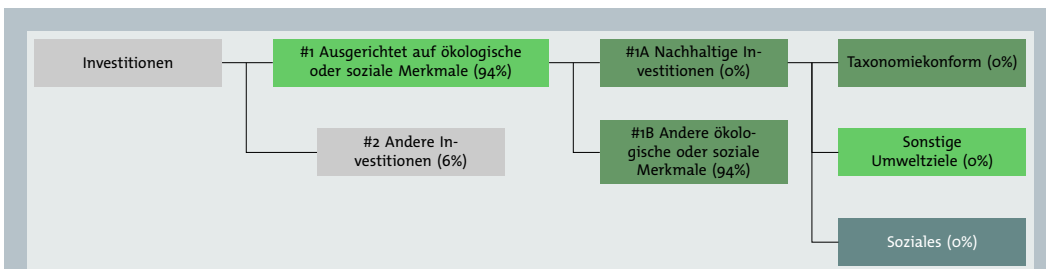 Investitionen
#1 Ausgerichtet auf ökologische
oder soziale Merkmale (94%)
#2 Andere In-
vestitionen (6%)
#1A Nachhaltige In-
vestitionen (0%)
#1B Andere ökolo-
gische oder soziale
Merkmale (94%)
Taxonomiekonform (0%)
Sonstige
Umweltziele (0%)
Soziales (0%)